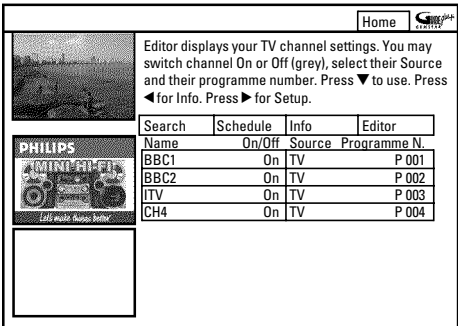 Home GUIDE plus+
GEMSTAR
Editor displays your TV channel settings. You may
switch channel On or Off (grey), select their Source
and their programme number. Press ▼ to use. Press
◀ for Info. Press ▶ for Setup.
Search Schedule Info Editor
Name On/Off Source Programme N.
BBC1 On TV P 001
BBC2 On TV P 002
ITV On TV P 003
CH4 On TV P 004
PHILIPS
MINI HI-FI
Let's make things better